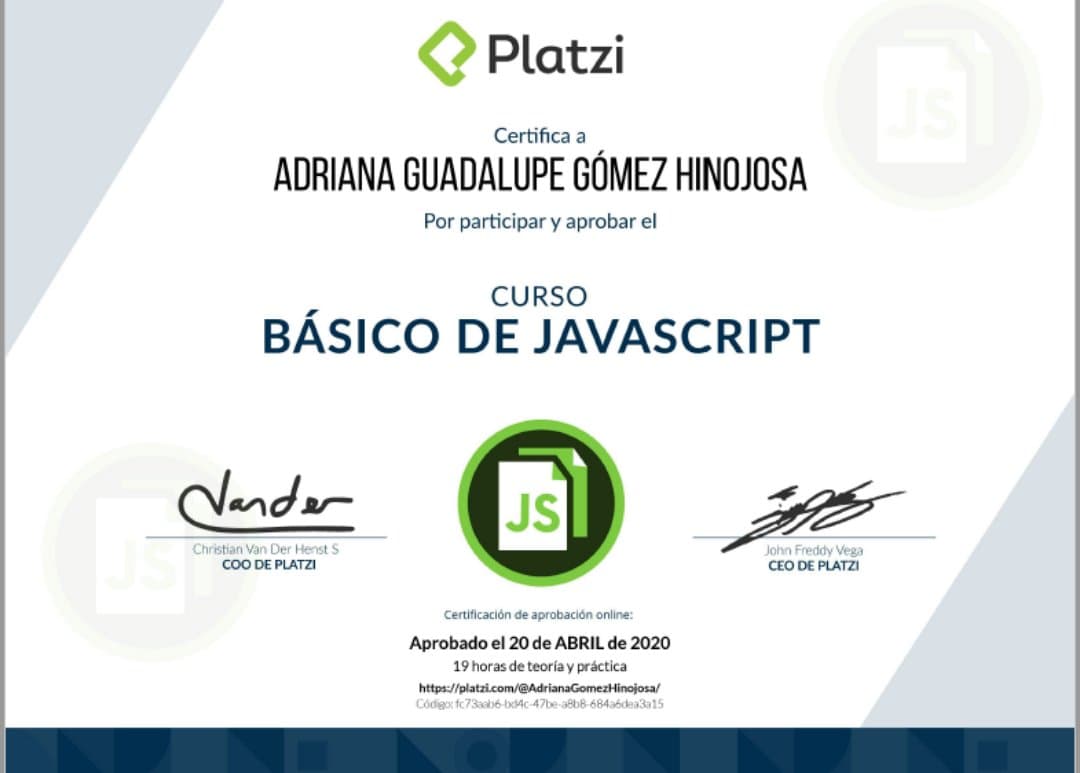 Platzi
JS
Certifica a
ADRIANA GUADALUPE GÓMEZ HINOJOSA
Por participar y aprobar el
CURSO
BÁSICO DE JAVASCRIPT
Vander
JS
JS
Christian Van Der Henst S
COO DE PLATZI
John Freddy Vega
CEO DE PLATZI
Certificación de aprobación online:
Aprobado el 20 de ABRIL de 2020
19 horas de teoría y práctica
https://platzi.com/@AdrianaGomezHinojosa/
Código: fc73aab6-bd4c-47be-a8b8-684a6dea3a15